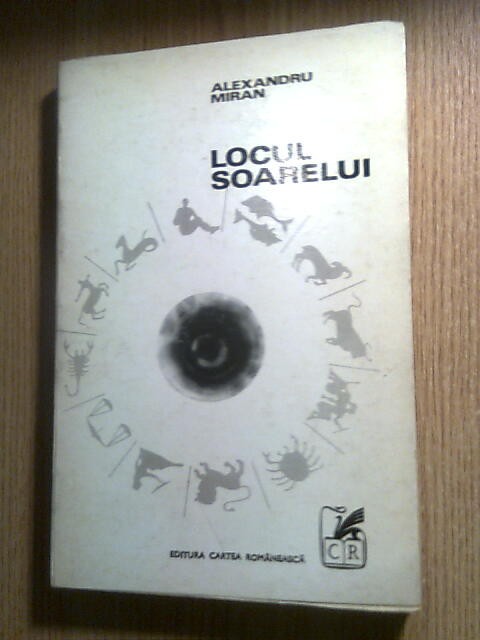 ALEXANDRU
MIRAN
LOCUL
SOARELUI
EDITURA CARTEA ROMÂNEASCĂ
CR